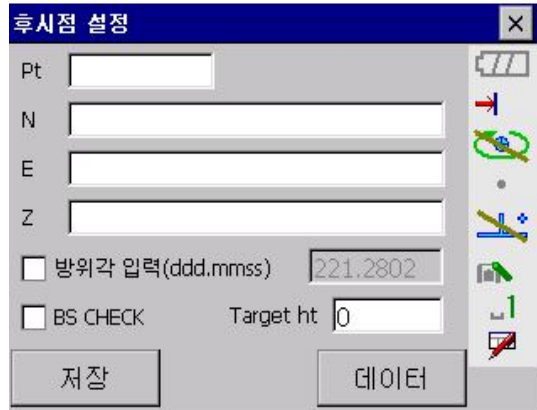 후시점 설정
Pt
N
E
Z
방위각 입력(ddd.mmss) 221.2802
BS CHECK Target ht 0
1
저장 데이터